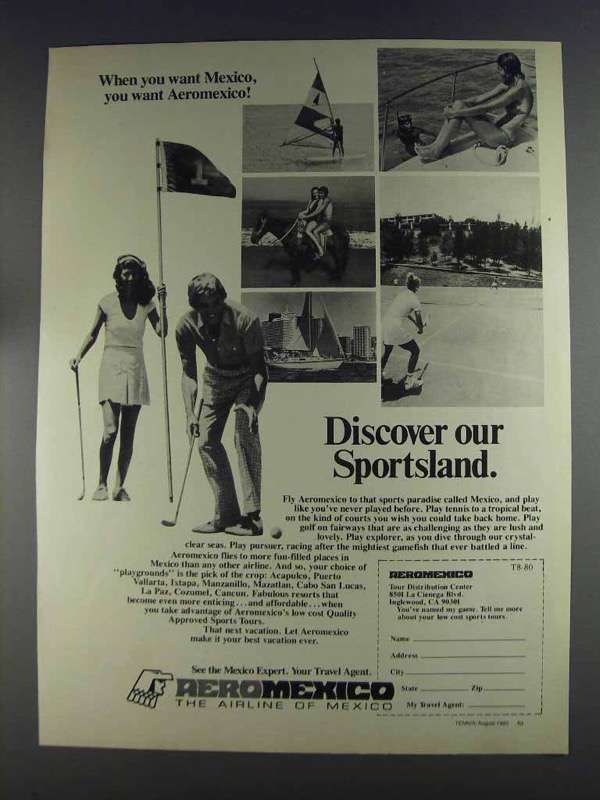 When you want Mexico,
you want Aeromexico!
1
Discover our
Sportsland.
Fly Aeromexico to that sports paradise called Mexico, and play
like you've never played before. Play tennis to a tropical beat,
on the kind of courts you wish you could take back home. Play
golf on fairways that are as challenging as they are lush and
lovely. Play explorer, as you dive through our crystal-
clear seas. Play pursuer, racing after the mightiest gamefish that ever battled a line.
Aeromexico flies to more fun-filled places in
Mexico than any other airline. And so, your choice of
"playgrounds" is the pick of the crop: Acapulco, Puerto
Vallarta, Ixtapa, Manzanillo, Mazatlan, Cabo San Lucas,
La Paz, Cozumel, Cancun. Fabulous resorts that
become even more enticing...and affordable...when
you take advantage of Aeromexico's low cost Quality
Approved Sports Tours.
That next vacation. Let Aeromexico
make it your best vacation ever.
See the Mexico Expert. Your Travel Agent.
AEROMEXICO
THE AIRLINE OF MEXICO
T8-80
AEROMEXICO
Tour Distribution Center
8501 La Cienega Blvd.
Inglewood, CA 90301
You've named my game. Tell me more
about your low cost sports tours.
Name
Address
City
State Zip
My Travel Agent:
TENNIS/August 1980 63